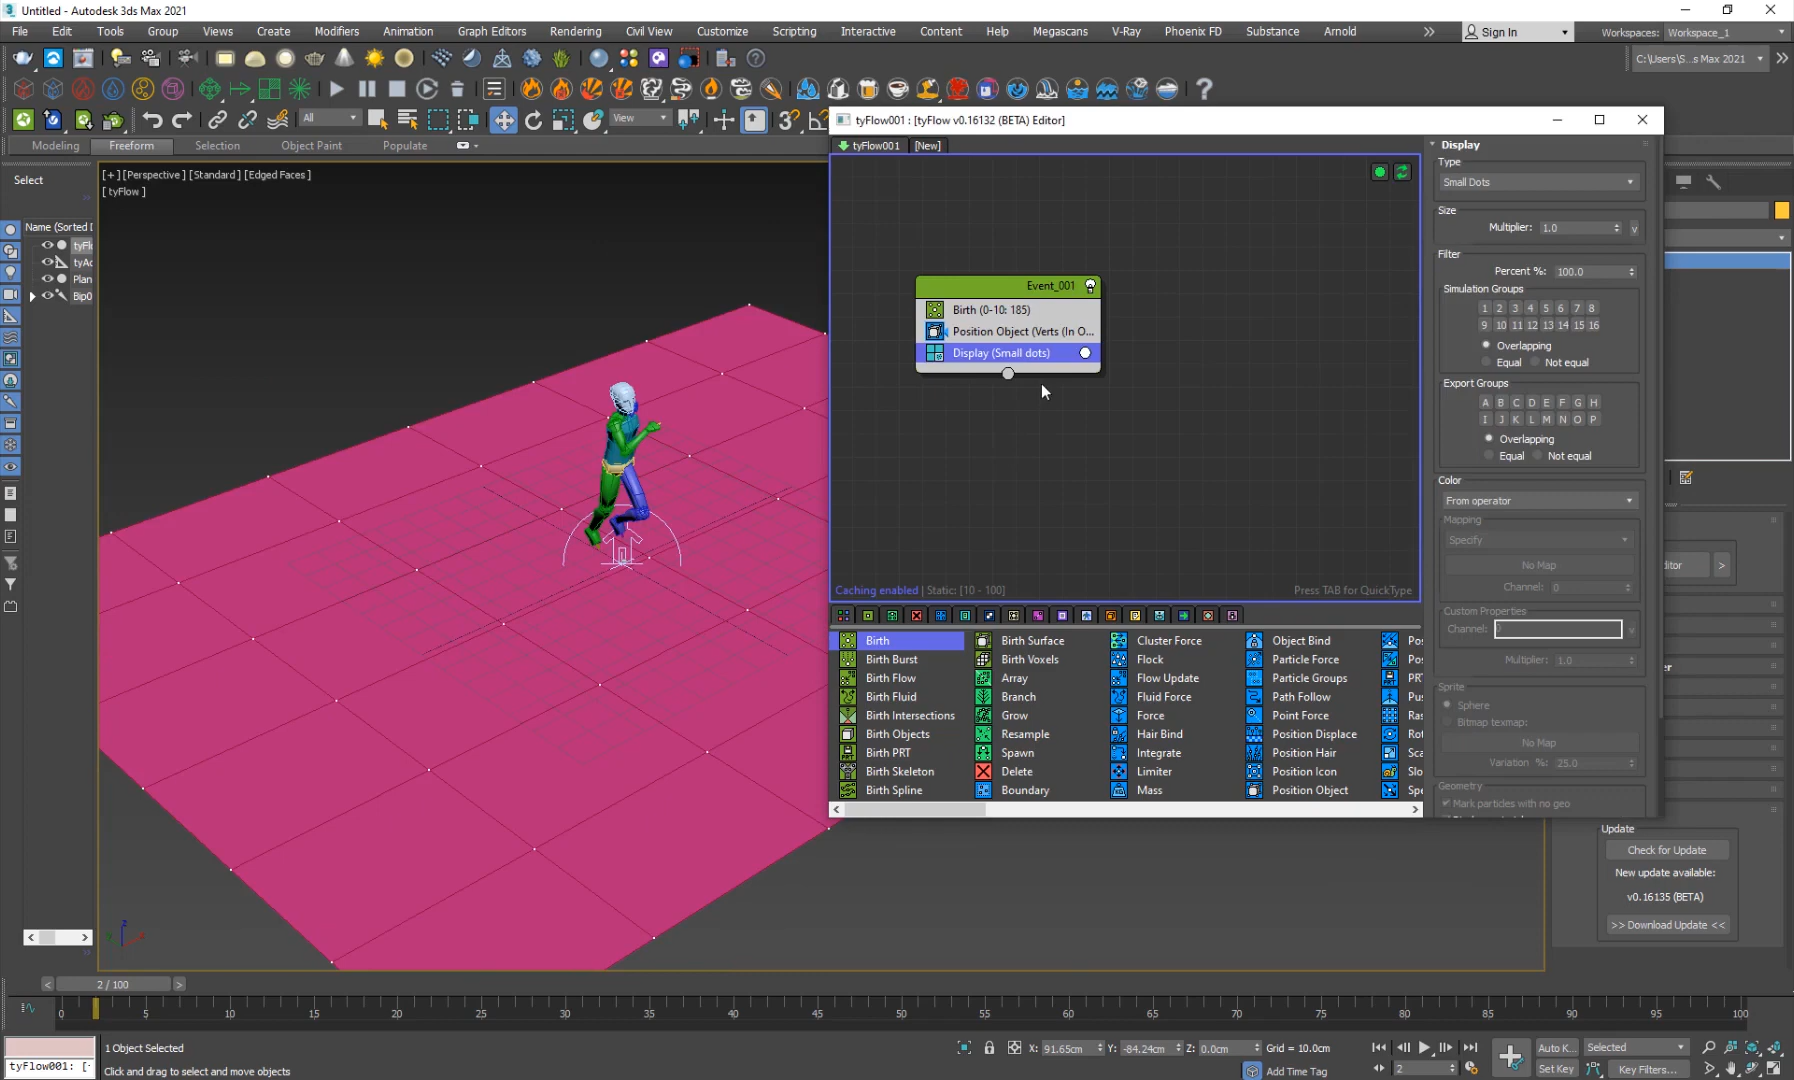 Untitled - Autodesk 3ds Max 2021
File Edit Tools Group Views Create Modifiers Animation Graph Editors Rendering Civil View Customize Scripting Interactive Content Help Megascans V-Ray Phoenix FD Substance Arnold
Sign In
Workspaces: Workspace_1
C:\Users\S...s Max 2021
All
View
tyFlow001 : [tyFlow v0.16132 (BETA) Editor]
Modeling Freeform Selection Object Paint Populate
tyFlow001 [New]
[+] [Perspective ] [Standard ] [Edged Faces ]
[ tyFlow ]
Select
Name (Sorted
tyFl
tyAc
Plan
Bip0
Event_001
Birth (0-10: 185)
Position Object (Verts (In O...
Display (Small dots)
Caching enabled | Static: [10 - 100]
Press TAB for QuickType
Birth
Birth Burst
Birth Flow
Birth Fluid
Birth Intersections
Birth Objects
Birth PRT
Birth Skeleton
Birth Spline
Birth Surface
Birth Voxels
Array
Branch
Grow
Resample
Spawn
Delete
Boundary
Cluster Force
Flock
Flow Update
Fluid Force
Force
Hair Bind
Integrate
Limiter
Mass
Object Bind
Particle Force
Particle Groups
Path Follow
Point Force
Position Displace
Position Hair
Position Icon
Position Object
Pos
Pos
PRT
Pus
Ras
Rot
Sca
Slo
Spe
Display
Type
Small Dots
Size
Multiplier: 1.0 v
Filter
Percent %: 100.0
Simulation Groups
1 2 3 4 5 6 7 8
9 10 11 12 13 14 15 16
Overlapping
Equal Not equal
Export Groups
A B C D E F G H
I J K L M N O P
Overlapping
Equal Not equal
Color
From operator
Mapping
Specify
No Map
Channel: 0
Custom Properties
Channel: v
Multiplier: 1.0
Sprite
Sphere
Bitmap texmap:
No Map
Variation %: 25.0
Geometry
Mark particles with no geo
itor >
er
Update
Check for Update
New update available:
v0.16135 (BETA)
>> Download Update <<
z
< 2 / 100 >
0 5 10 15 20 25 30 35 40 45 50 55 60 65 70 75 80 85 90 95 100
1 Object Selected
X: 91.65cm Y: -84.24cm Z: 0.0cm Grid = 10.0cm
Auto K... Selected
tyFlow001: [
Click and drag to select and move objects
Add Time Tag
2
Set Key Key Filters...